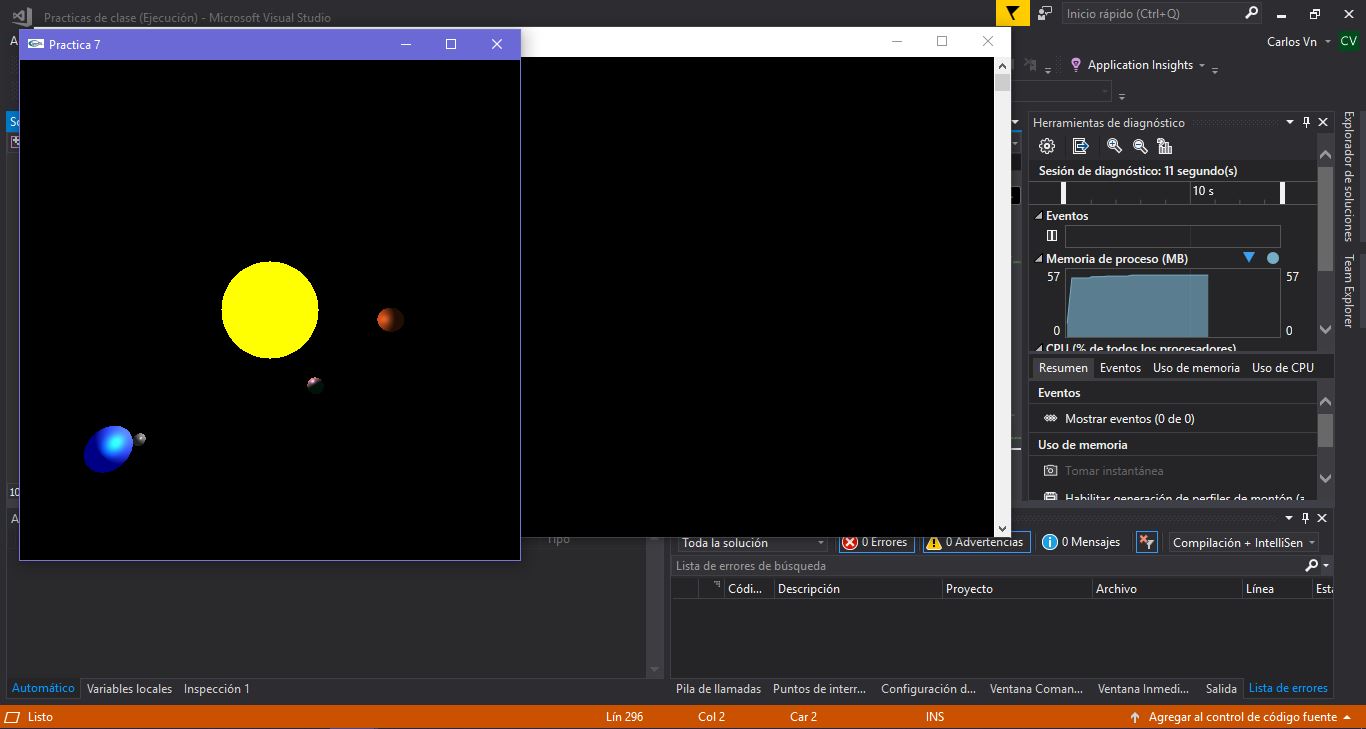 Practicas de clase (Ejecución) - Microsoft Visual Studio
Inicio rápido (Ctrl+Q)
Practica 7
Carlos Vn
CV
Application Insights
Herramientas de diagnóstico
Sesión de diagnóstico: 11 segundo(s)
10 s
Eventos
Memoria de proceso (MB)
57
57
0
0
CPU (% de todos los procesadores)
Resumen
Eventos
Uso de memoria
Uso de CPU
Eventos
Mostrar eventos (0 de 0)
Uso de memoria
Tomar instantánea
Habilitar generación de perfiles de montón (a
Explorador de soluciones
Team Explorer
Tipo
Toda la solución
0 Errores
0 Advertencias
0 Mensajes
Compilación + IntelliSen
Lista de errores de búsqueda
Códi...
Descripción
Proyecto
Archivo
Línea
Esta
Automático
Variables locales
Inspección 1
Pila de llamadas
Puntos de interr...
Configuración d...
Ventana Coman...
Ventana Inmedi...
Salida
Lista de errores
Listo
Lín 296
Col 2
Car 2
INS
Agregar al control de código fuente